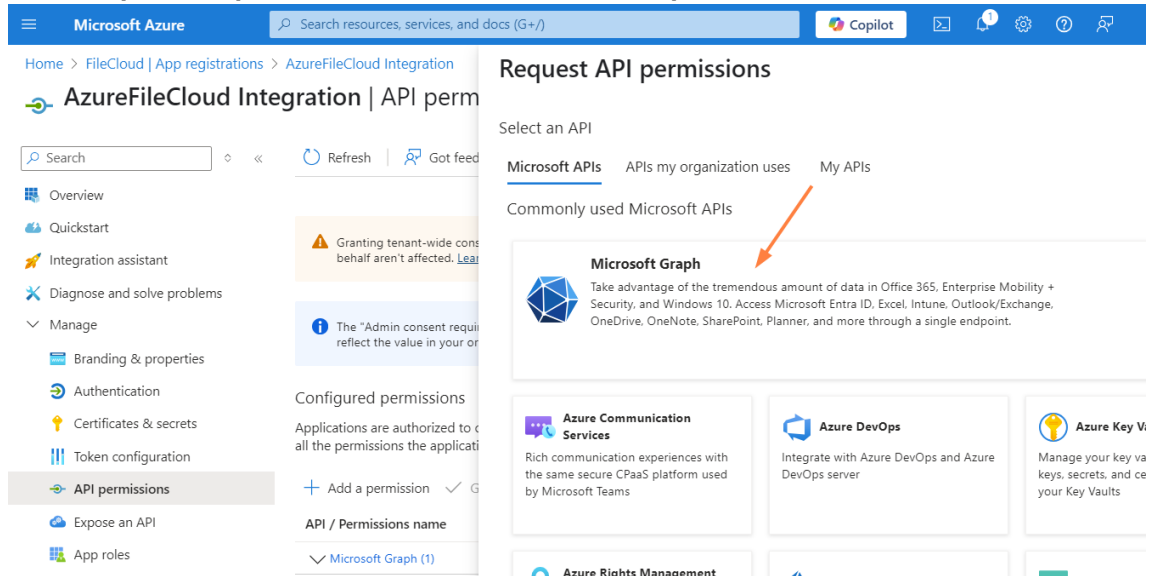 Microsoft Azure
Search resources, services, and docs (G+/)
Copilot
1
Home > FileCloud | App registrations > AzureFileCloud Integration
AzureFileCloud Integration | API perm
Search
Overview
Quickstart
Integration assistant
Diagnose and solve problems
Manage
Branding & properties
Authentication
Certificates & secrets
Token configuration
API permissions
Expose an API
App roles
Refresh
Got feed
Granting tenant-wide cons
behalf aren't affected. Lear
The "Admin consent requi
reflect the value in your or
Configured permissions
Applications are authorized to c
all the permissions the applicati
Add a permission
G
API / Permissions name
Microsoft Graph (1)
Request API permissions
Select an API
Microsoft APIs
APIs my organization uses
My APIs
Commonly used Microsoft APIs
Microsoft Graph
Take advantage of the tremendous amount of data in Office 365, Enterprise Mobility +
Security, and Windows 10. Access Microsoft Entra ID, Excel, Intune, Outlook/Exchange,
OneDrive, OneNote, SharePoint, Planner, and more through a single endpoint.
Azure Communication
Services
Rich communication experiences with
the same secure CPaaS platform used
by Microsoft Teams
Azure DevOps
Integrate with Azure DevOps and Azure
DevOps server
Azure Key Va
Manage your key va
keys, secrets, and ce
your Key Vaults
Azure Rights Management